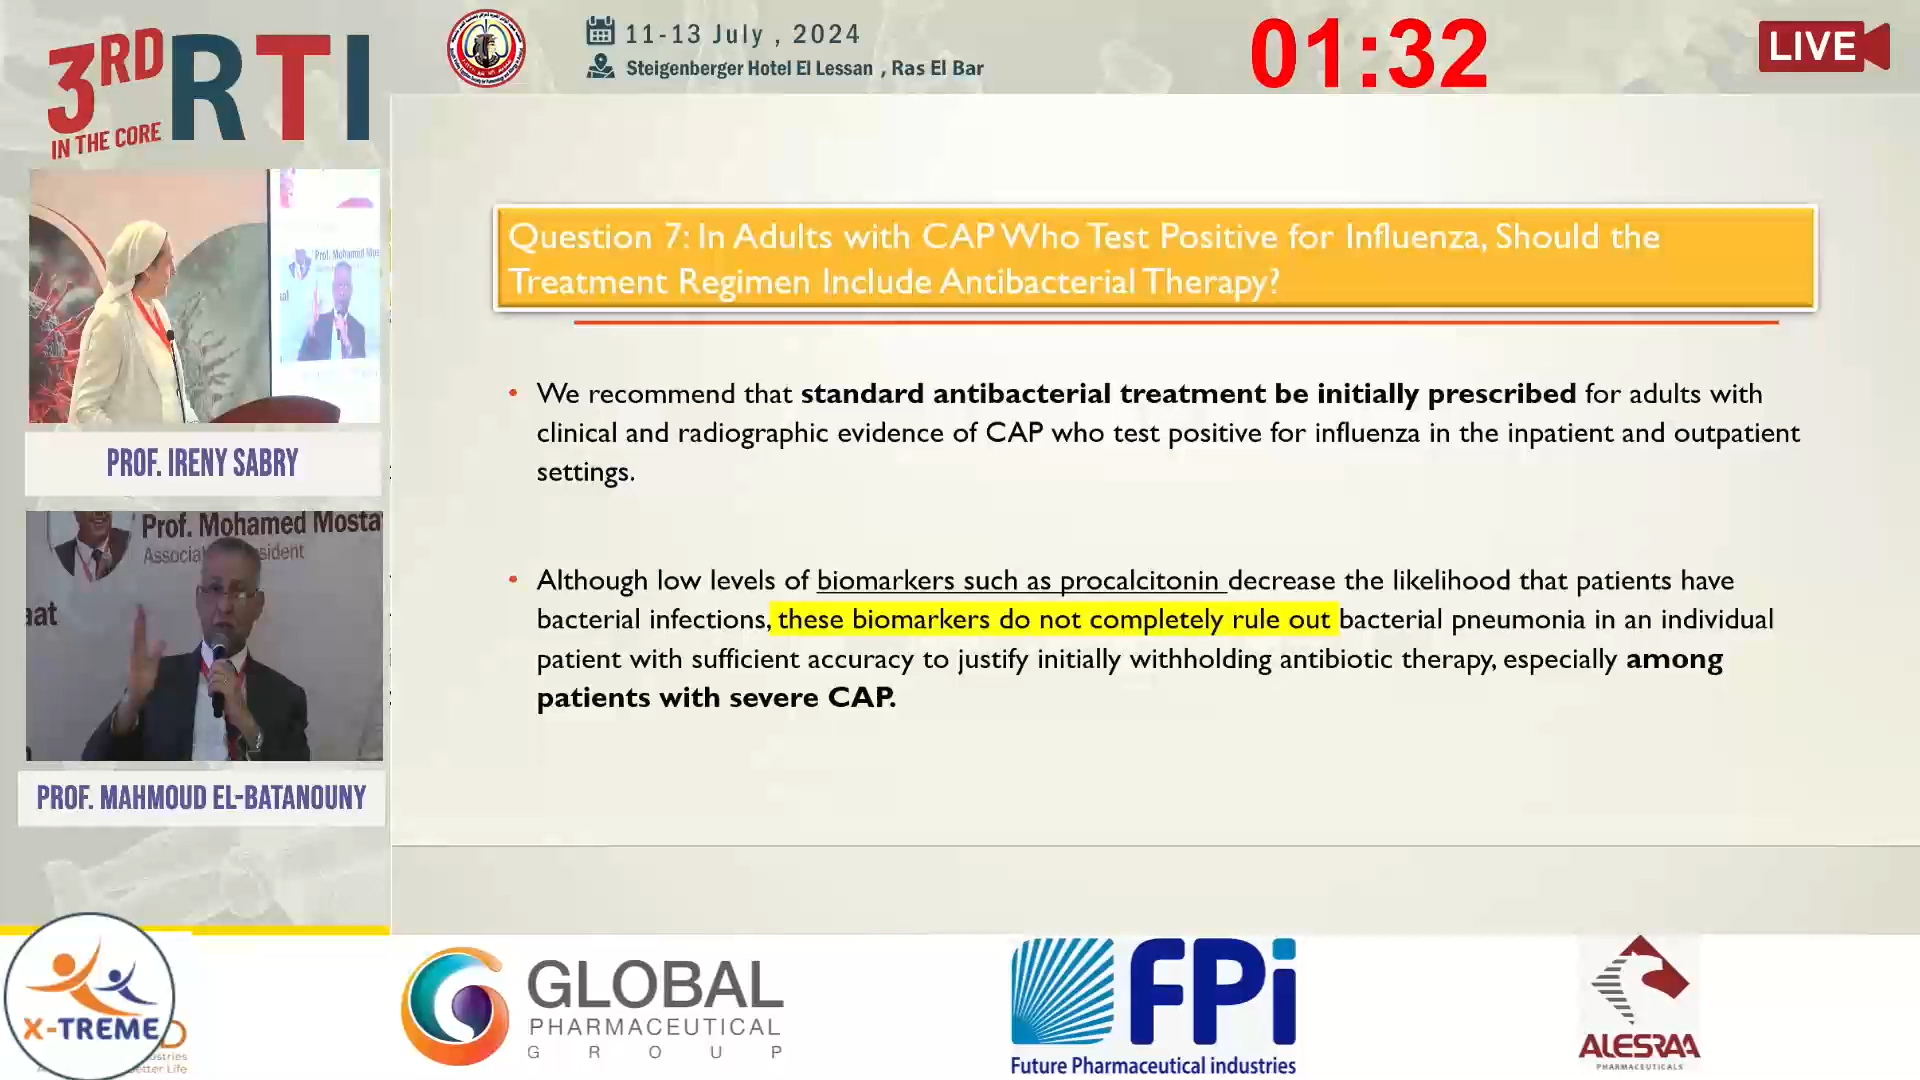 3RD RTI
IN THE CORE
11-13 July , 2024
Steigenberger Hotel El Lessan , Ras El Bar
01:32
LIVE
Prof. Mohamed Mos
PROF. IRENY SABRY
Prof. Mohamed Mosta
aat
PROF. MAHMOUD EL-BATANOUNY
Question 7: In Adults with CAP Who Test Positive for Influenza, Should the
Treatment Regimen Include Antibacterial Therapy?
• We recommend that standard antibacterial treatment be initially prescribed for adults with
clinical and radiographic evidence of CAP who test positive for influenza in the inpatient and outpatient
settings.
• Although low levels of biomarkers such as procalcitonin decrease the likelihood that patients have
bacterial infections, these biomarkers do not completely rule out bacterial pneumonia in an individual
patient with sufficient accuracy to justify initially withholding antibiotic therapy, especially among
patients with severe CAP.
X-TREME
GLOBAL
PHARMACEUTICAL
GROUP
FPi
Future Pharmaceutical industries
ALESRAA
PHARMACEUTICALS